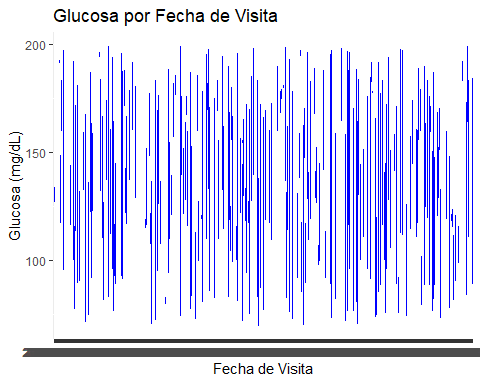 Glucosa por Fecha de Visita
Glucosa (mg/dL)
200
150
100
Fecha de Visita